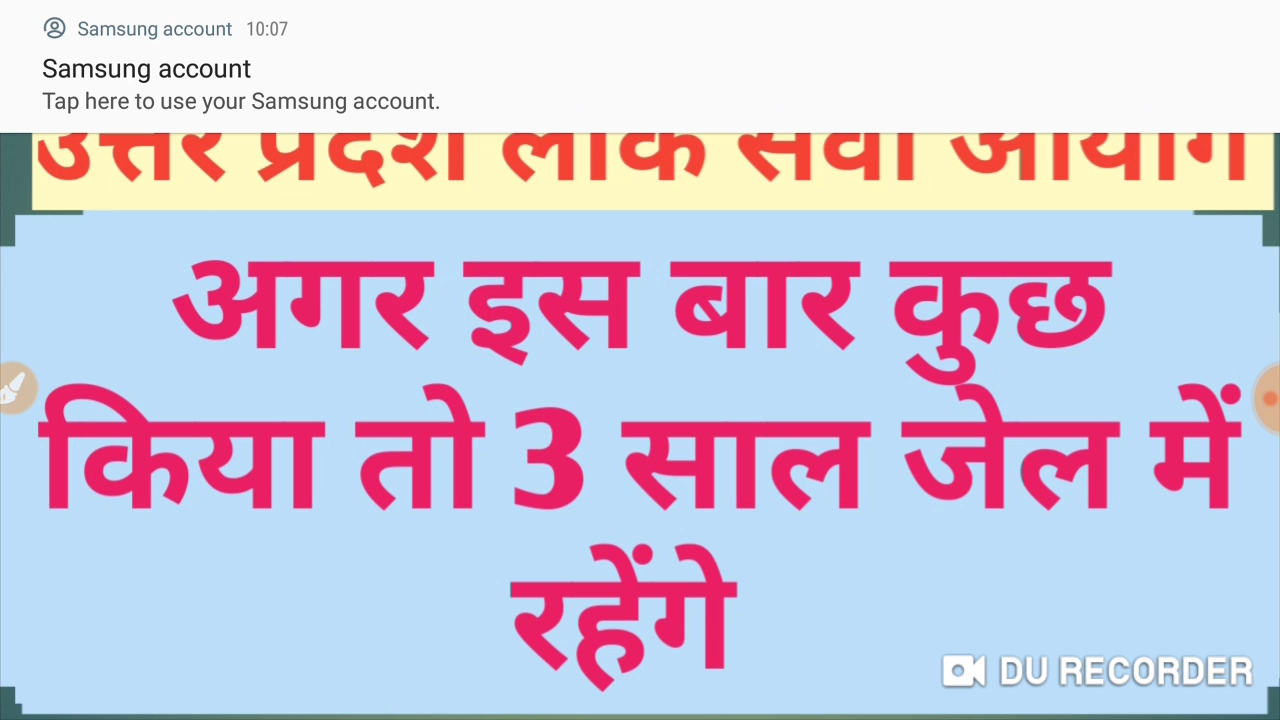 Samsung account 10:07
Samsung account
Tap here to use your Samsung account.
उत्तर प्रदेश लोक सेवा आयोग
अगर इस बार कुछ
किया तो 3 साल जेल में
रहेंगे
DU RECORDER